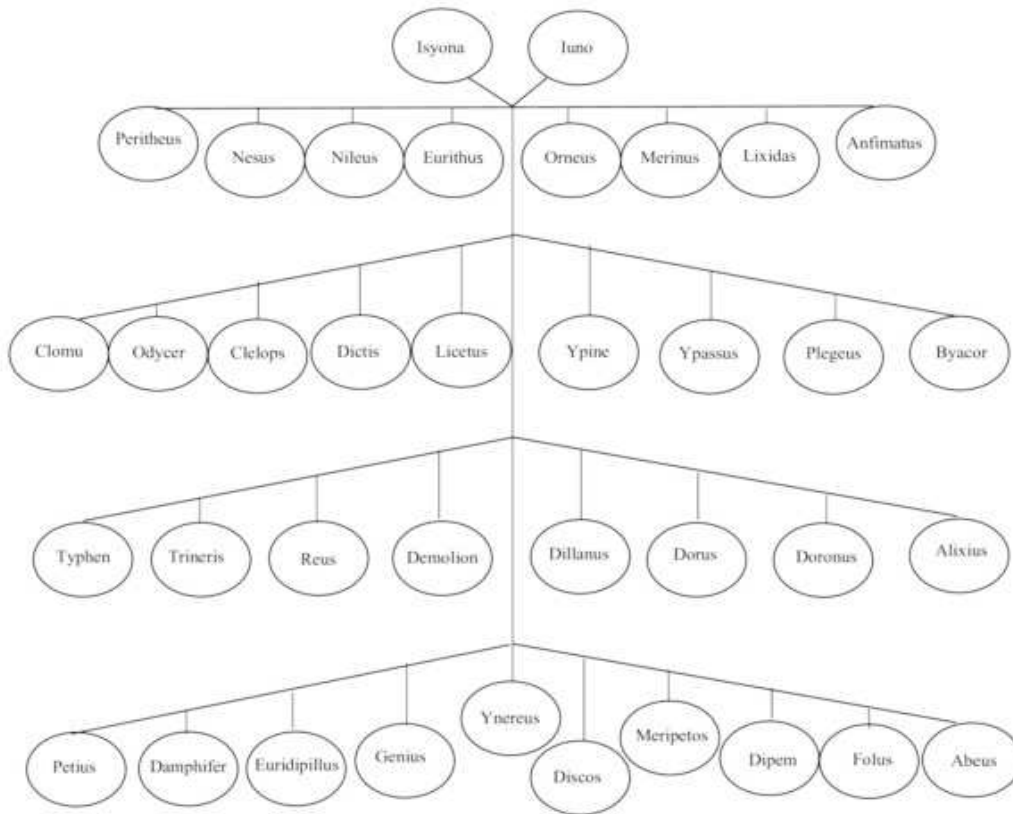 Isyona Iuno
Peritheus Nesus Nileus Eurithus Orneus Merinus Lixidas Antimatus
Clomu Odycer Clelops Dictis Licetus Ypine Ypassus Plegeus Byacor
Typhen Trineris Reus Demolion Dillanus Dorus Doronus Alixius
Petius Damphifer Euridipillus Genius Ynereus Discos Meripetos Dipem Folus Abeus